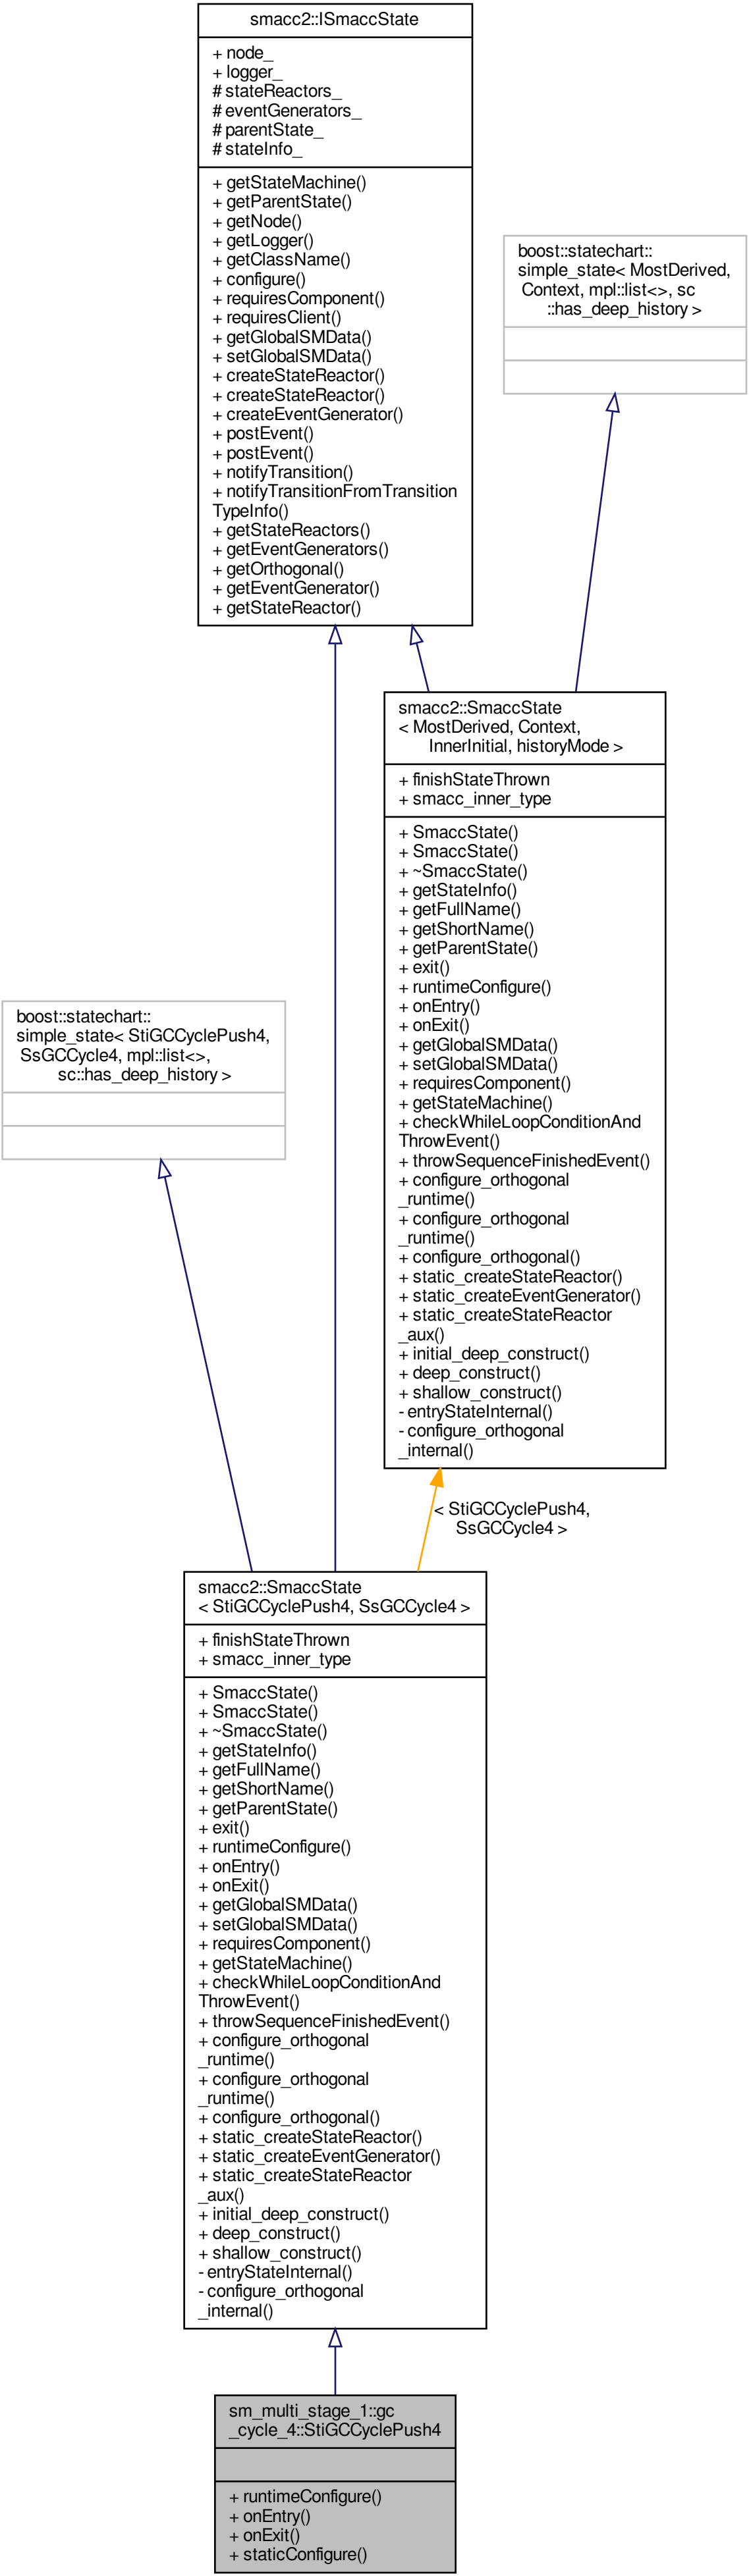 smacc2::ISmaccState
+ node_
+ logger_
# stateReactors_
# eventGenerators_
# parentState_
# stateInfo_
+ getStateMachine()
+ getParentState()
+ getNode()
+ getLogger()
+ getClassName()
+ configure()
+ requiresComponent()
+ requiresClient()
+ getGlobalSMData()
+ setGlobalSMData()
+ createStateReactor()
+ createStateReactor()
+ createEventGenerator()
+ postEvent()
+ postEvent()
+ notifyTransition()
+ notifyTransitionFromTransition
TypeInfo()
+ getStateReactors()
+ getEventGenerators()
+ getOrthogonal()
+ getEventGenerator()
+ getStateReactor()
boost::statechart::
simple_state< MostDerived,
Context, mpl::list<>, sc
::has_deep_history >
smacc2::SmaccState
< MostDerived, Context,
InnerInitial, historyMode >
+ finishStateThrown
+ smacc_inner_type
+ SmaccState()
+ SmaccState()
+ ~SmaccState()
+ getStateInfo()
+ getFullName()
+ getShortName()
+ getParentState()
+ exit()
+ runtimeConfigure()
+ onEntry()
+ onExit()
+ getGlobalSMData()
+ setGlobalSMData()
+ requiresComponent()
+ getStateMachine()
+ checkWhileLoopConditionAnd
ThrowEvent()
+ throwSequenceFinishedEvent()
+ configure_orthogonal
_runtime()
+ configure_orthogonal
_runtime()
+ configure_orthogonal()
+ static_createStateReactor()
+ static_createEventGenerator()
+ static_createStateReactor
_aux()
+ initial_deep_construct()
+ deep_construct()
+ shallow_construct()
- entryStateInternal()
- configure_orthogonal
_internal()
boost::statechart::
simple_state< StiGCCyclePush4,
SsGCCycle4, mpl::list<>,
sc::has_deep_history >
< StiGCCyclePush4,
SsGCCycle4 >
smacc2::SmaccState
< StiGCCyclePush4, SsGCCycle4 >
+ finishStateThrown
+ smacc_inner_type
+ SmaccState()
+ SmaccState()
+ ~SmaccState()
+ getStateInfo()
+ getFullName()
+ getShortName()
+ getParentState()
+ exit()
+ runtimeConfigure()
+ onEntry()
+ onExit()
+ getGlobalSMData()
+ setGlobalSMData()
+ requiresComponent()
+ getStateMachine()
+ checkWhileLoopConditionAnd
ThrowEvent()
+ throwSequenceFinishedEvent()
+ configure_orthogonal
_runtime()
+ configure_orthogonal
_runtime()
+ configure_orthogonal()
+ static_createStateReactor()
+ static_createEventGenerator()
+ static_createStateReactor
_aux()
+ initial_deep_construct()
+ deep_construct()
+ shallow_construct()
- entryStateInternal()
- configure_orthogonal
_internal()
sm_multi_stage_1::gc
_cycle_4::StiGCCyclePush4
+ runtimeConfigure()
+ onEntry()
+ onExit()
+ staticConfigure()